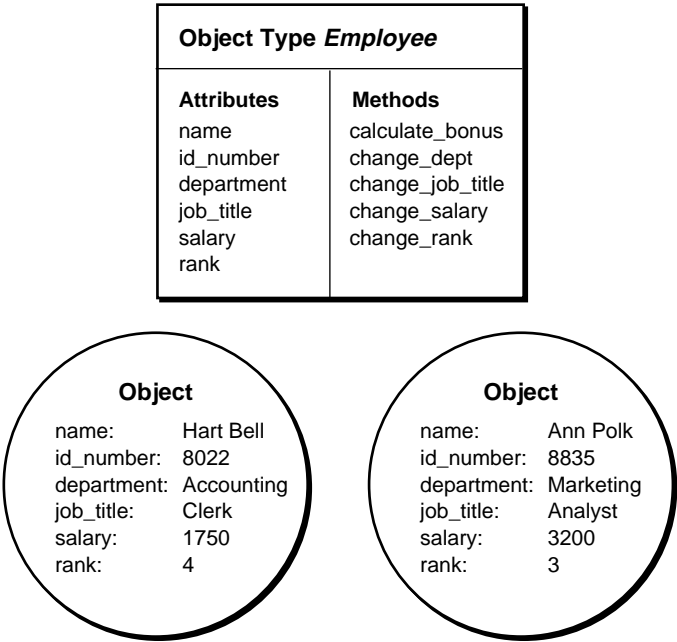 Object Type Employee
Attributes
name
id_number
department
job_title
salary
rank
Methods
calculate_bonus
change_dept
change_job_title
change_salary
change_rank
Object
name: Hart Bell
id_number: 8022
department: Accounting
job_title: Clerk
salary: 1750
rank: 4
Object
name: Ann Polk
id_number: 8835
department: Marketing
job_title: Analyst
salary: 3200
rank: 3